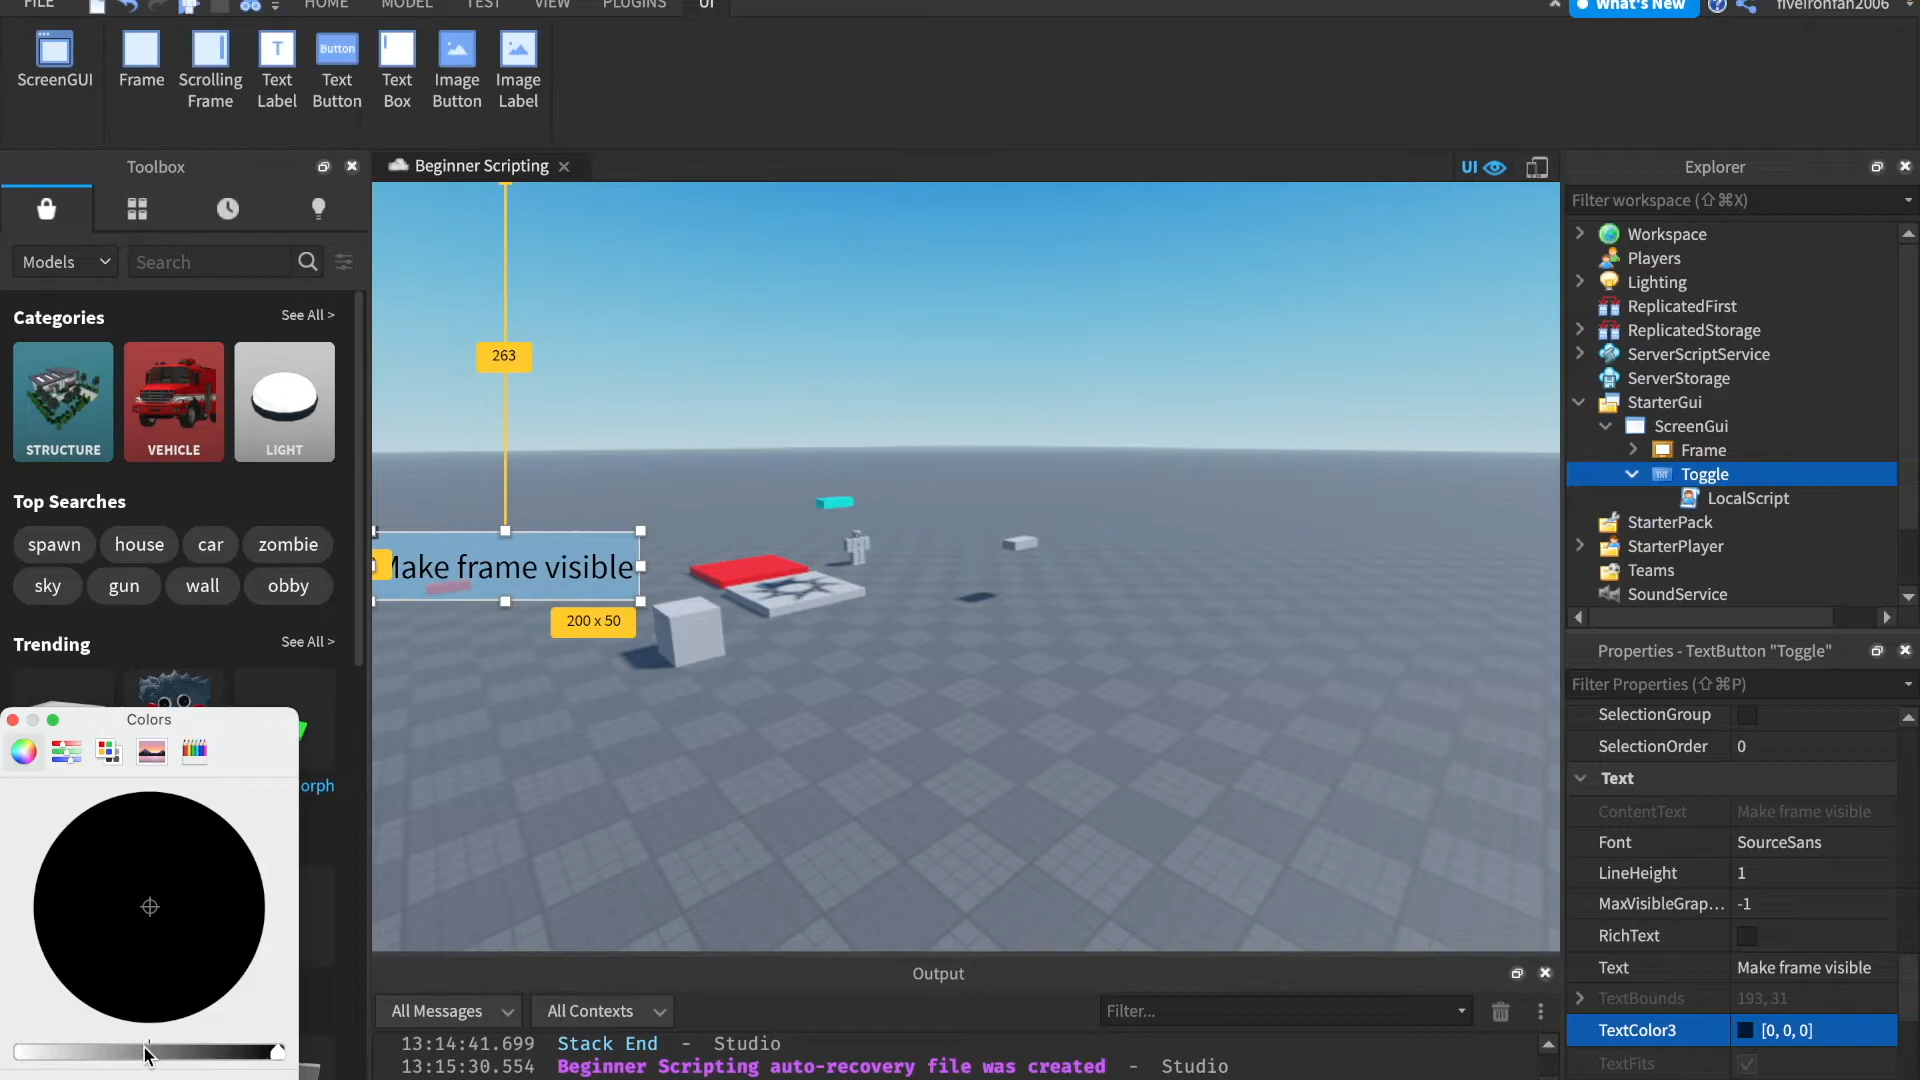 FILE
HOME
MODEL
TEST
VIEW
PLUGINS
UI
What's New
fiveironfan2006
ScreenGUI
Frame
Scrolling
Frame
Text
Label
Button
Text
Button
Text
Box
Image
Button
Image
Label
Toolbox
Models
Search
Categories
See All >
STRUCTURE
VEHICLE
LIGHT
Top Searches
spawn
house
car
zombie
sky
gun
wall
obby
Trending
See All >
orph
Colors
Beginner Scripting
UI
263
Make frame visible
200 x 50
Output
All Messages
All Contexts
Filter...
13:14:41.699 Stack End - Studio
13:15:30.554 Beginner Scripting auto-recovery file was created - Studio
Explorer
Filter workspace (⇧⌘X)
Workspace
Players
Lighting
ReplicatedFirst
ReplicatedStorage
ServerScriptService
ServerStorage
StarterGui
ScreenGui
Frame
Toggle
LocalScript
StarterPack
StarterPlayer
Teams
SoundService
Properties - TextButton "Toggle"
Filter Properties (⇧⌘P)
SelectionGroup
SelectionOrder 0
Text
ContentText Make frame visible
Font SourceSans
LineHeight 1
MaxVisibleGrap... -1
RichText
Text Make frame visible
TextBounds 193, 31
TextColor3 [0, 0, 0]
TextFits